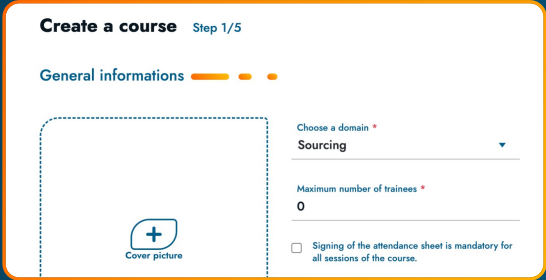 Create a course Step 1/5
General informations
Choose a domain *
Sourcing
Maximum number of trainees *
0
Signing of the attendance sheet is mandatory for
all sessions of the course.
Cover picture